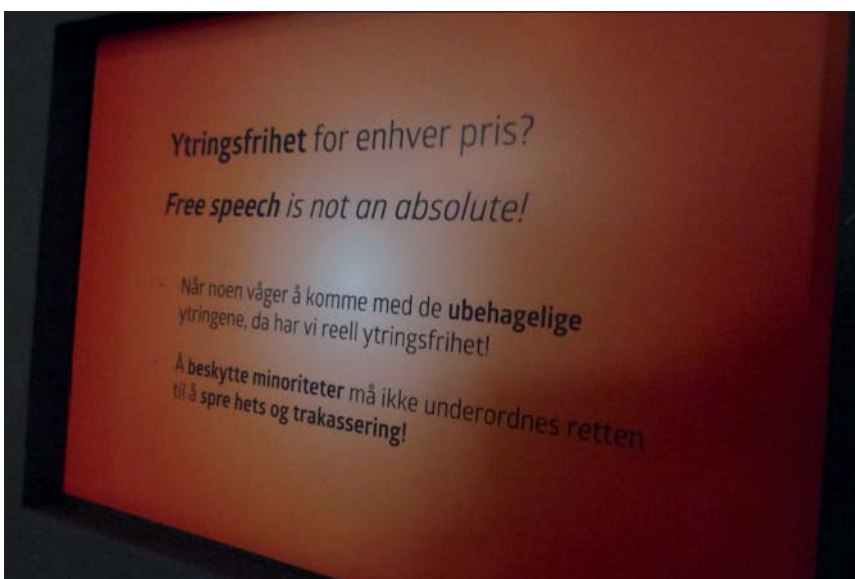 Ytringsfrihet for enhver pris?
Free speech is not an absolute!
- Når noen våger å komme med de ubehagelige
ytringene, da har vi reell ytringsfrihet!
- Å beskytte minoriteter må ikke underordnes retten
til å spre hets og trakassering!